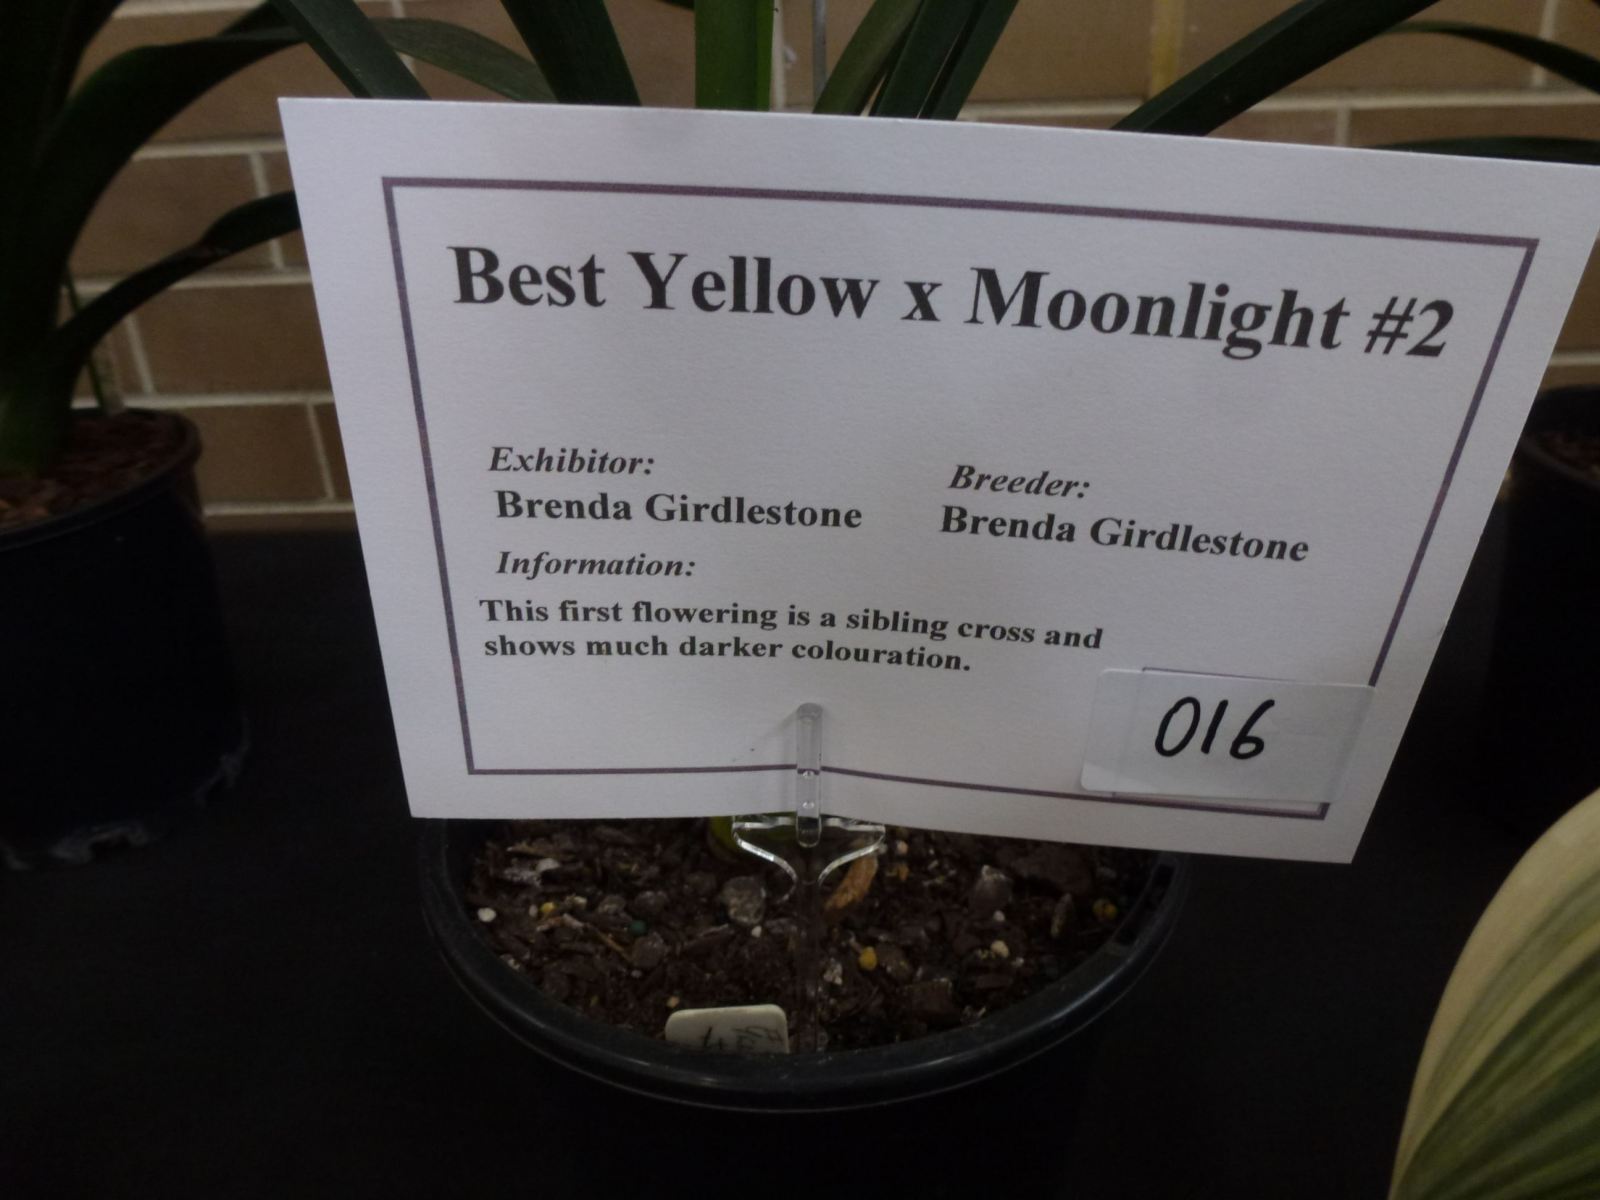 Best Yellow x Moonlight #2
Exhibitor:
Brenda Girdlestone
Breeder:
Brenda Girdlestone
Information:
This first flowering is a sibling cross and
shows much darker colouration.
016